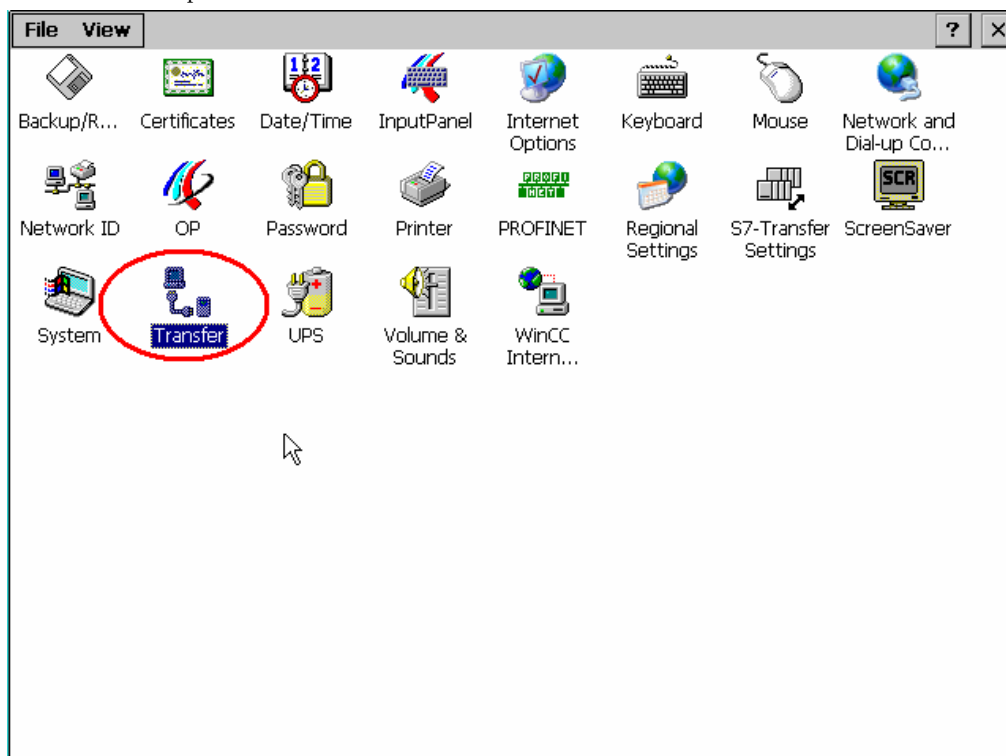 File View ? ×
Backup/R... Certificates Date/Time InputPanel Internet Options Keyboard Mouse Network and Dial-up Co...
Network ID OP Password Printer PROFINET Regional Settings S7-Transfer Settings ScreenSaver
System Transfer UPS Volume & Sounds WinCC Intern...